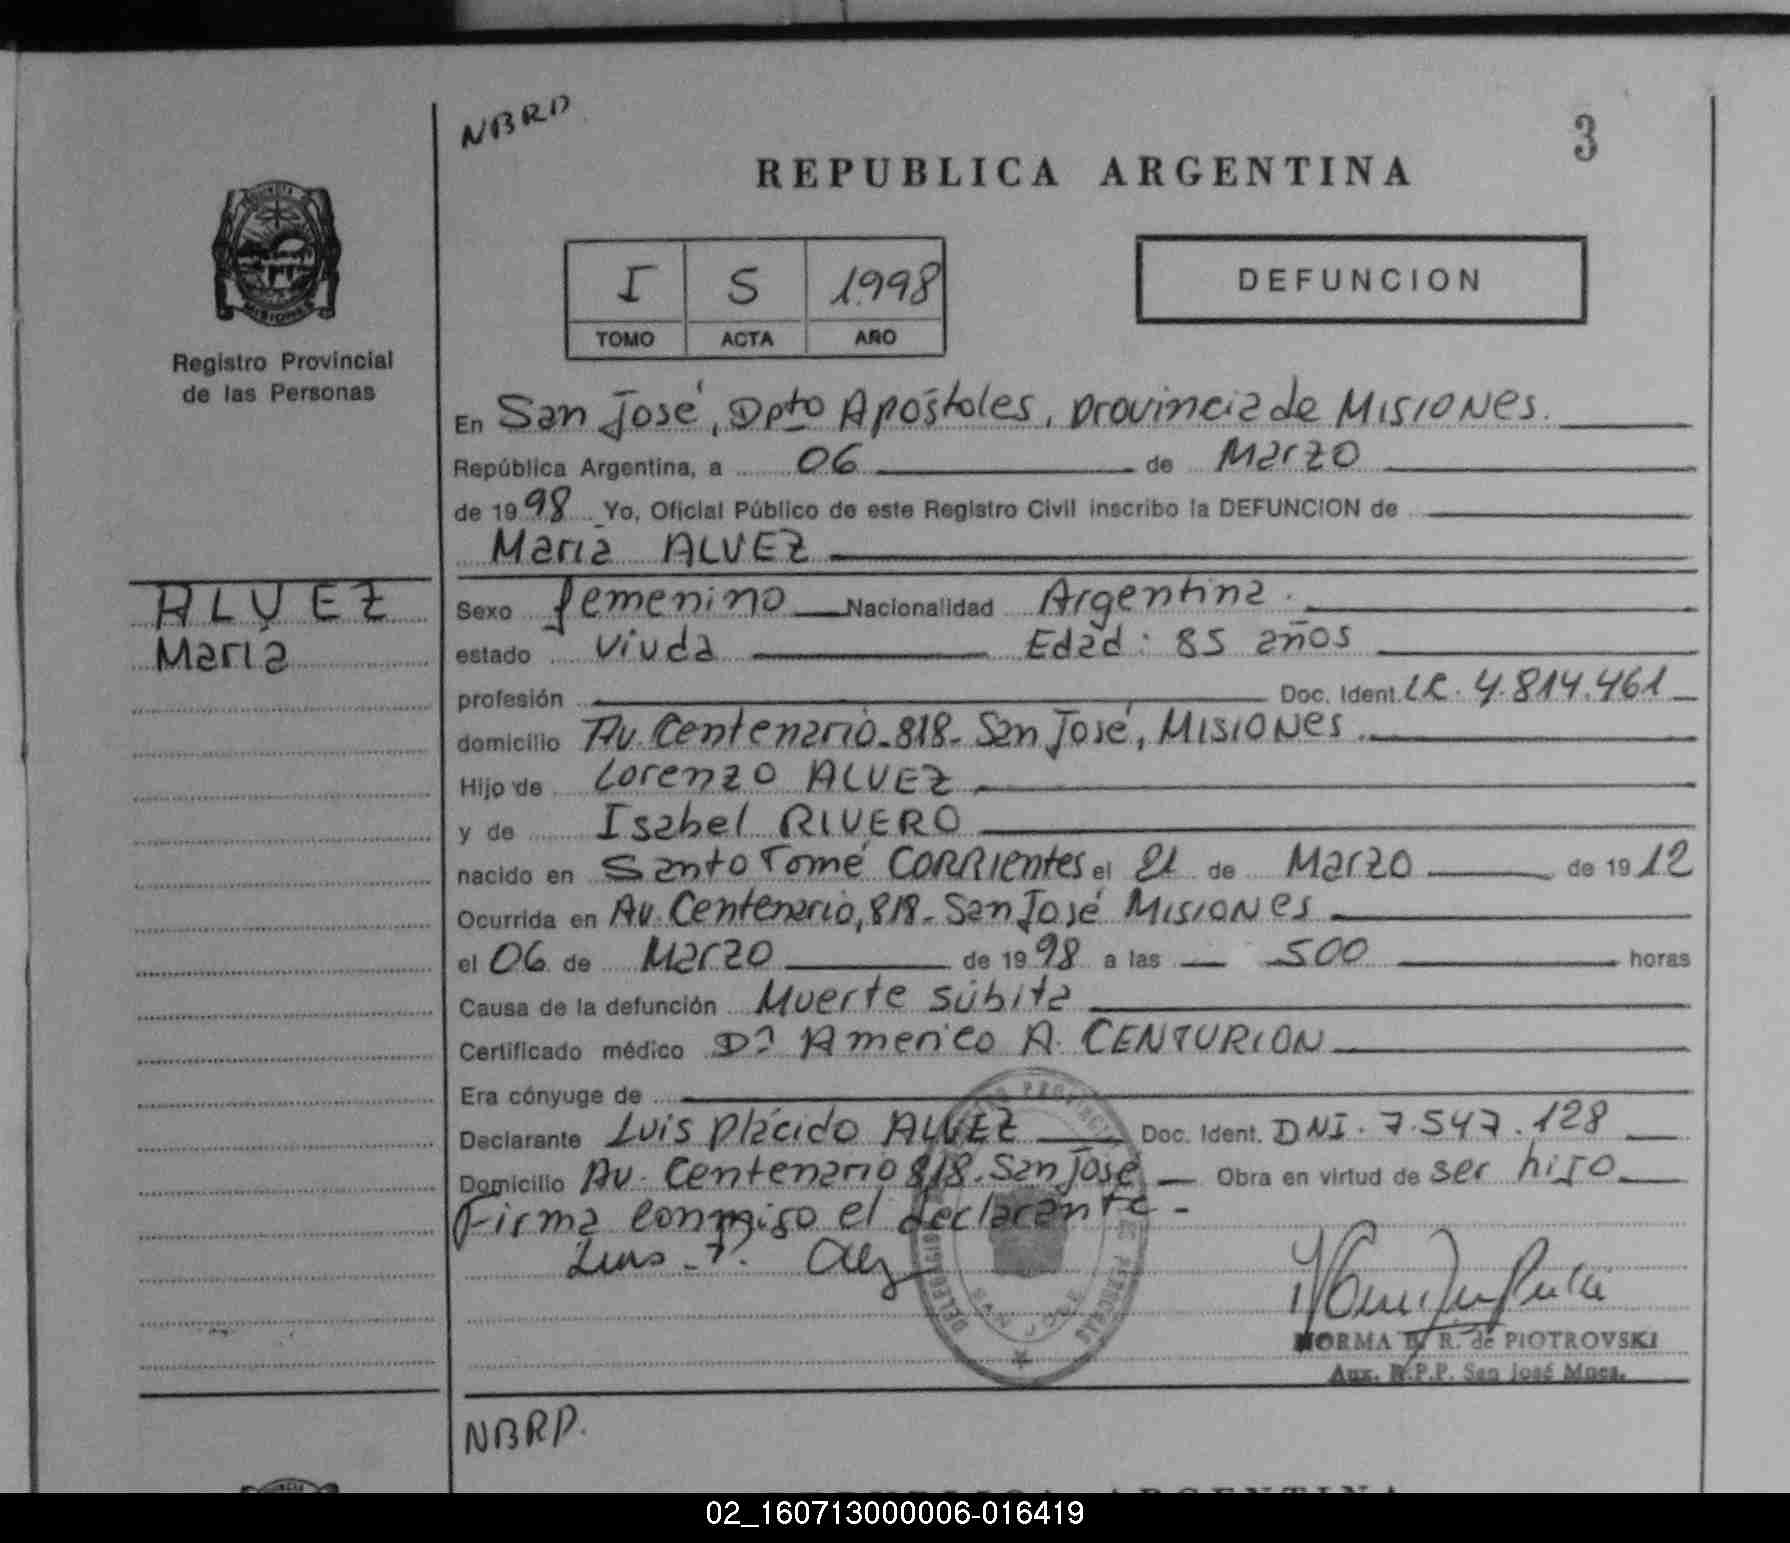 NBRP
3
REPUBLICA ARGENTINA
I S 1998
TOMO ACTA AÑO
DEFUNCION
MISIONES
Registro Provincial
de las Personas
En San José, Dpto Apóstoles, provincia de Misiones.
República Argentina, a 06 de Marzo
de 1998 Yo, Oficial Público de este Registro Civil inscribo la DEFUNCION de
Maria ALVEZ
ALVEZ
Maria
Sexo femenino Nacionalidad Argentina.
estado viuda Edad: 85 años
profesión Doc. Ident. LC. 4.814.461
domicilio Av. Centenario-818- San José, Misiones
Hijo de Lorenzo ALVEZ
y de Isabel RIVERO
nacido en Santo Tomé Corrientes el 21 de Marzo de 1912
Ocurrida en Av. Centenario, 818- San José Misiones
el 06 de Marzo de 1998 a las 500 horas
Causa de la defunción Muerte súbita
Certificado médico Dr Americo A. CENTURION
Era cónyuge de
Declarante Luis Plácido ALVEZ Doc. Ident. DNI. 7.547.128
Domicilio Av. Centenario 818. San José Obra en virtud de ser hijo
Firma conmigo el declarante-
Luis P.
NORMA B. R. de PIOTROVSKI
Aux. R.P.P. San José Mnes.
NBRP.
REPUBLICA ARGENTINA
02_160713000006-016419